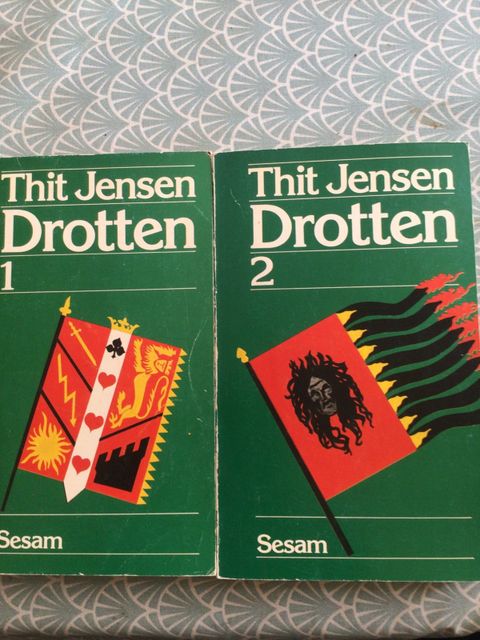 Thit Jensen
Drotten
1
Sesam
Thit Jensen
Drotten
2
Sesam